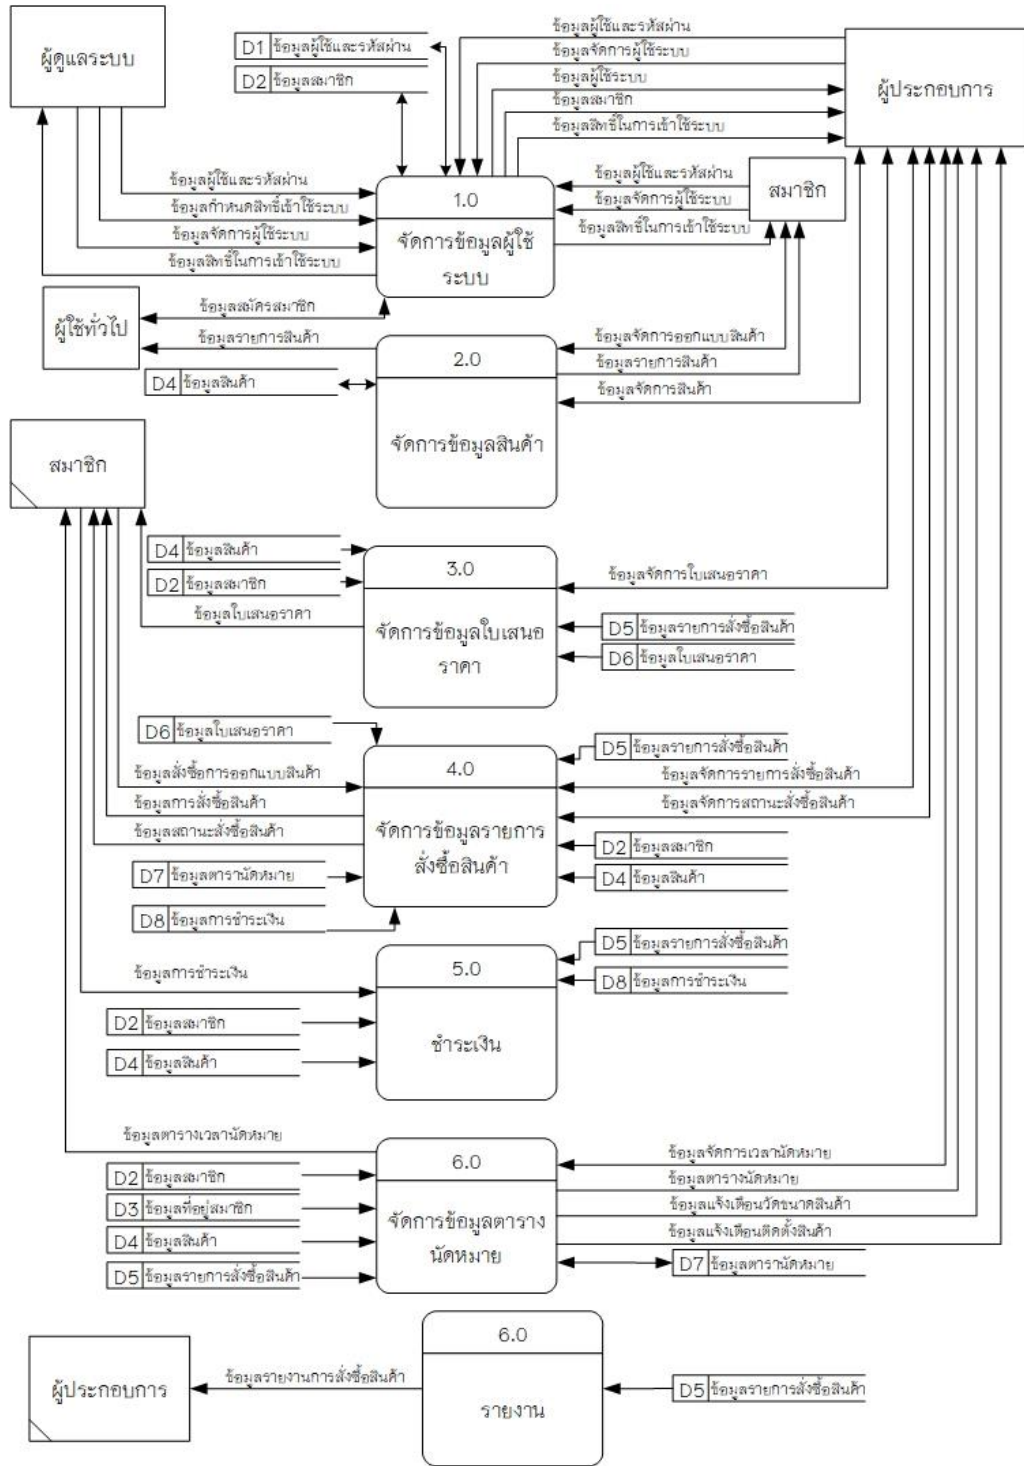 ผู้ดูแลระบบ
D1 ข้อมูลผู้ใช้และรหัสผ่าน
D2 ข้อมูลสมาชิก
ข้อมูลผู้ใช้และรหัสผ่าน
ข้อมูลจัดการผู้ใช้ระบบ
ข้อมูลผู้ใช้ระบบ
ข้อมูลสมาชิก
ข้อมูลสิทธิ์ในการเข้าใช้ระบบ
ผู้ประกอบการ
ข้อมูลผู้ใช้และรหัสผ่าน
ข้อมูลกำหนดสิทธิ์เข้าใช้ระบบ
ข้อมูลจัดการผู้ใช้ระบบ
ข้อมูลสิทธิ์ในการเข้าใช้ระบบ
1.0
จัดการข้อมูลผู้ใช้
ระบบ
ข้อมูลผู้ใช้และรหัสผ่าน
ข้อมูลจัดการผู้ใช้ระบบ
ข้อมูลสิทธิ์ในการเข้าใช้ระบบ
สมาชิก
ผู้ใช้ทั่วไป
ข้อมูลสมัครสมาชิก
ข้อมูลรายการสินค้า
D4 ข้อมูลสินค้า
2.0
จัดการข้อมูลสินค้า
ข้อมูลจัดการออกแบบสินค้า
ข้อมูลรายการสินค้า
ข้อมูลจัดการสินค้า
สมาชิก
D4 ข้อมูลสินค้า
D2 ข้อมูลสมาชิก
ข้อมูลใบเสนอราคา
3.0
จัดการข้อมูลใบเสนอ
ราคา
ข้อมูลจัดการใบเสนอราคา
D5 ข้อมูลรายการสั่งซื้อสินค้า
D6 ข้อมูลใบเสนอราคา
D6 ข้อมูลใบเสนอราคา
ข้อมูลสั่งซื้อการออกแบบสินค้า
ข้อมูลการสั่งซื้อสินค้า
ข้อมูลสถานะสั่งซื้อสินค้า
D7 ข้อมูลตารานัดหมาย
D8 ข้อมูลการชำระเงิน
4.0
จัดการข้อมูลรายการ
สั่งซื้อสินค้า
D5 ข้อมูลรายการสั่งซื้อสินค้า
ข้อมูลจัดการรายการสั่งซื้อสินค้า
ข้อมูลจัดการสถานะสั่งซื้อสินค้า
D2 ข้อมูลสมาชิก
D4 ข้อมูลสินค้า
ข้อมูลการชำระเงิน
D2 ข้อมูลสมาชิก
D4 ข้อมูลสินค้า
5.0
ชำระเงิน
D5 ข้อมูลรายการสั่งซื้อสินค้า
D8 ข้อมูลการชำระเงิน
ข้อมูลตารางเวลานัดหมาย
D2 ข้อมูลสมาชิก
D3 ข้อมูลที่อยู่สมาชิก
D4 ข้อมูลสินค้า
D5 ข้อมูลรายการสั่งซื้อสินค้า
6.0
จัดการข้อมูลตาราง
นัดหมาย
ข้อมูลจัดการเวลานัดหมาย
ข้อมูลตารางนัดหมาย
ข้อมูลแจ้งเตือนวัดขนาดสินค้า
ข้อมูลแจ้งเตือนติดตั้งสินค้า
D7 ข้อมูลตารานัดหมาย
ผู้ประกอบการ
ข้อมูลรายงานการสั่งซื้อสินค้า
6.0
รายงาน
D5 ข้อมูลรายการสั่งซื้อสินค้า